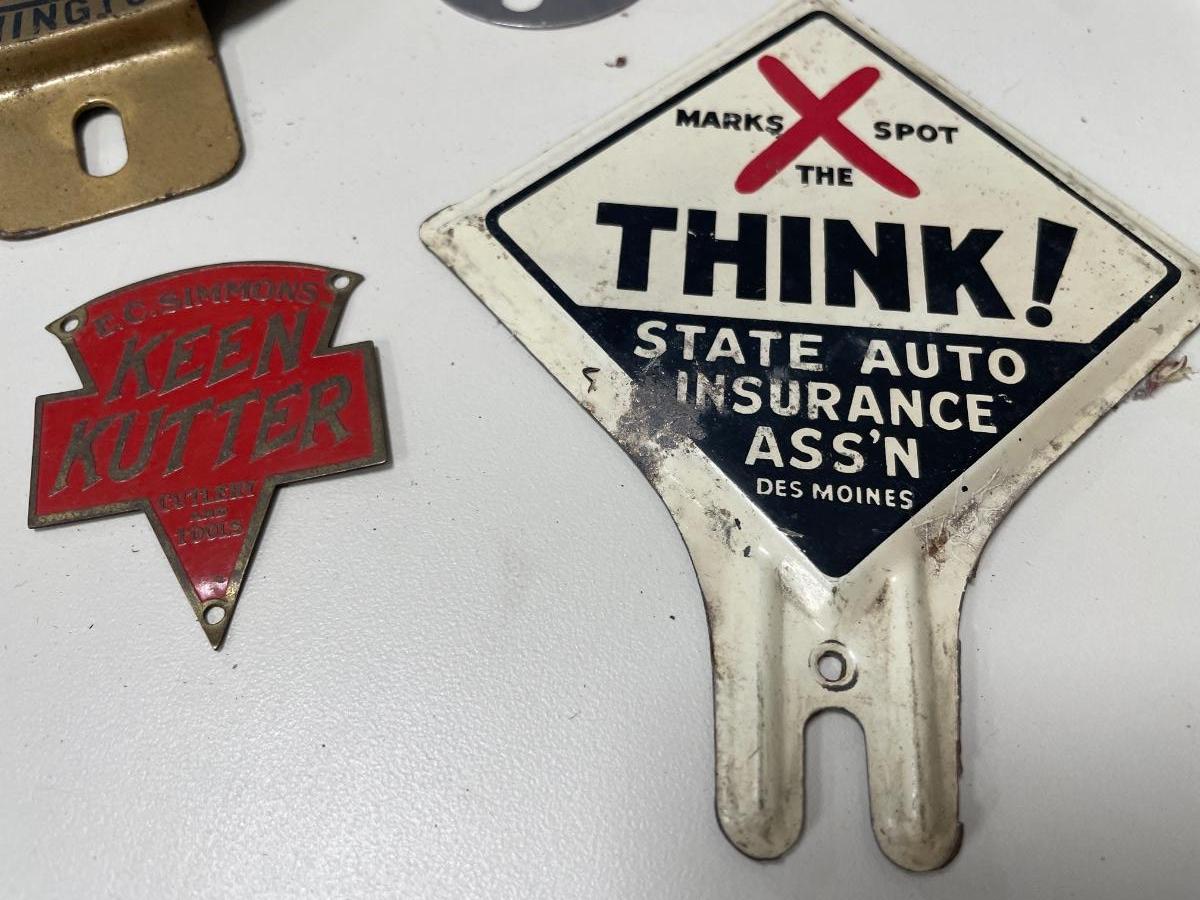 E.C. SIMMONS
KEEN
KUTTER
CUTLERY
AND
TOOLS
MARKS X SPOT
THE
THINK!
STATE AUTO
INSURANCE
ASS'N
DES MOINES